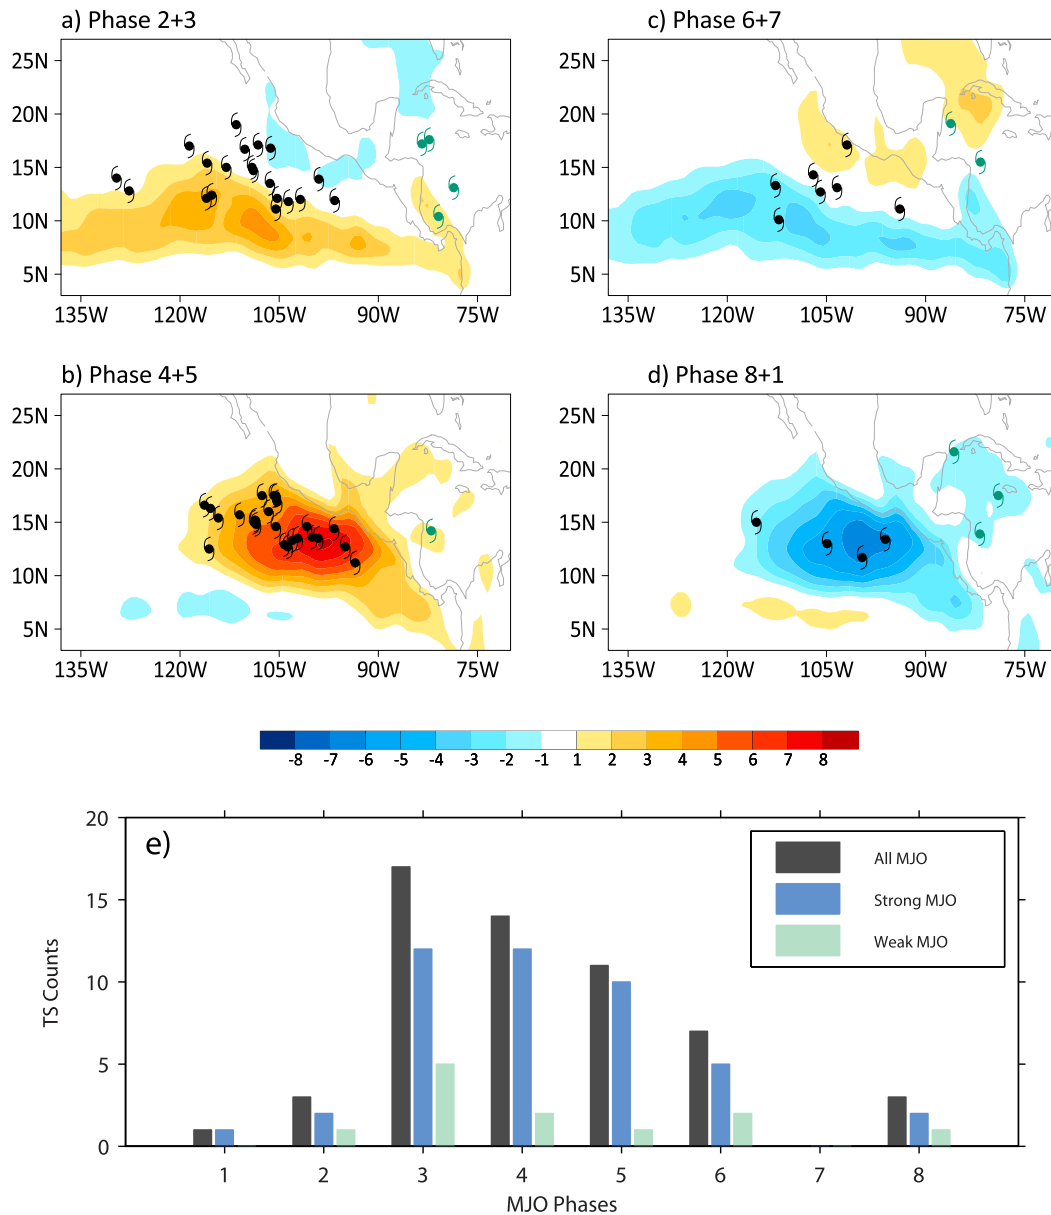 a) Phase 2+3
c) Phase 6+7
25N
20N
15N
10N
5N
135W 120W 105W 90W 75W
25N
20N
15N
10N
5N
135W 120W 105W 90W 75W
b) Phase 4+5
d) Phase 8+1
25N
20N
15N
10N
5N
135W 120W 105W 90W 75W
25N
20N
15N
10N
5N
135W 120W 105W 90W 75W
-8 -7 -6 -5 -4 -3 -2 -1 1 2 3 4 5 6 7 8
e)
20
15
10
5
0
TS Counts
All MJO
Strong MJO
Weak MJO
1 2 3 4 5 6 7 8
MJO Phases